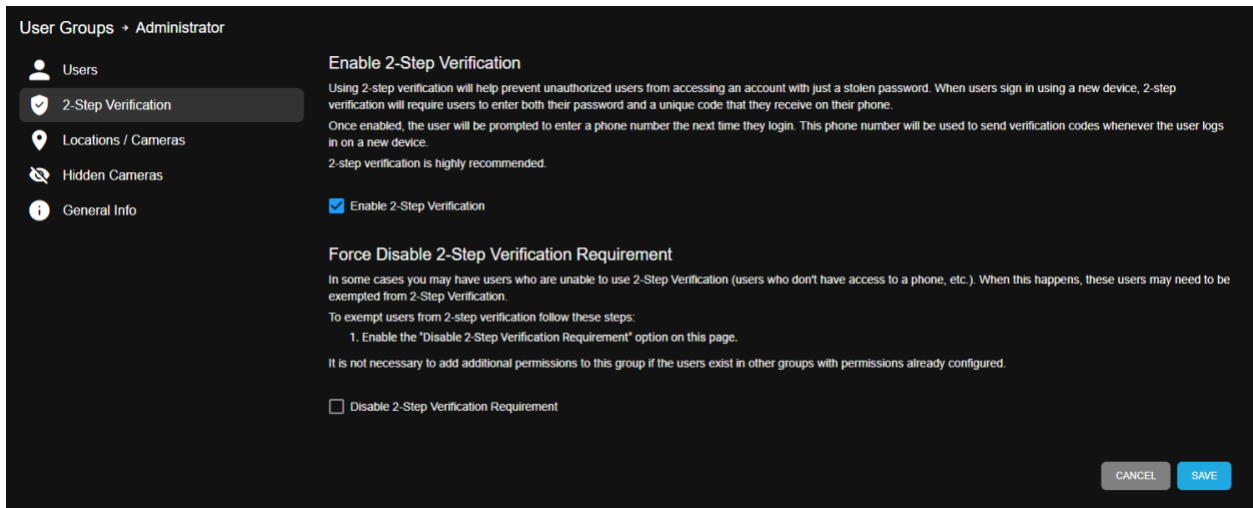 User Groups → Administrator
Users
2-Step Verification
Locations / Cameras
Hidden Cameras
General Info
Enable 2-Step Verification
Using 2-step verification will help prevent unauthorized users from accessing an account with just a stolen password. When users sign in using a new device, 2-step
verification will require users to enter both their password and a unique code that they receive on their phone.
Once enabled, the user will be prompted to enter a phone number the next time they login. This phone number will be used to send verification codes whenever the user logs
in on a new device.
2-step verification is highly recommended.
Enable 2-Step Verification
Force Disable 2-Step Verification Requirement
In some cases you may have users who are unable to use 2-Step Verification (users who don't have access to a phone, etc.). When this happens, these users may need to be
exempted from 2-Step Verification.
To exempt users from 2-step verification follow these steps:
1. Enable the "Disable 2-Step Verification Requirement" option on this page.
It is not necessary to add additional permissions to this group if the users exist in other groups with permissions already configured.
Disable 2-Step Verification Requirement
CANCEL SAVE